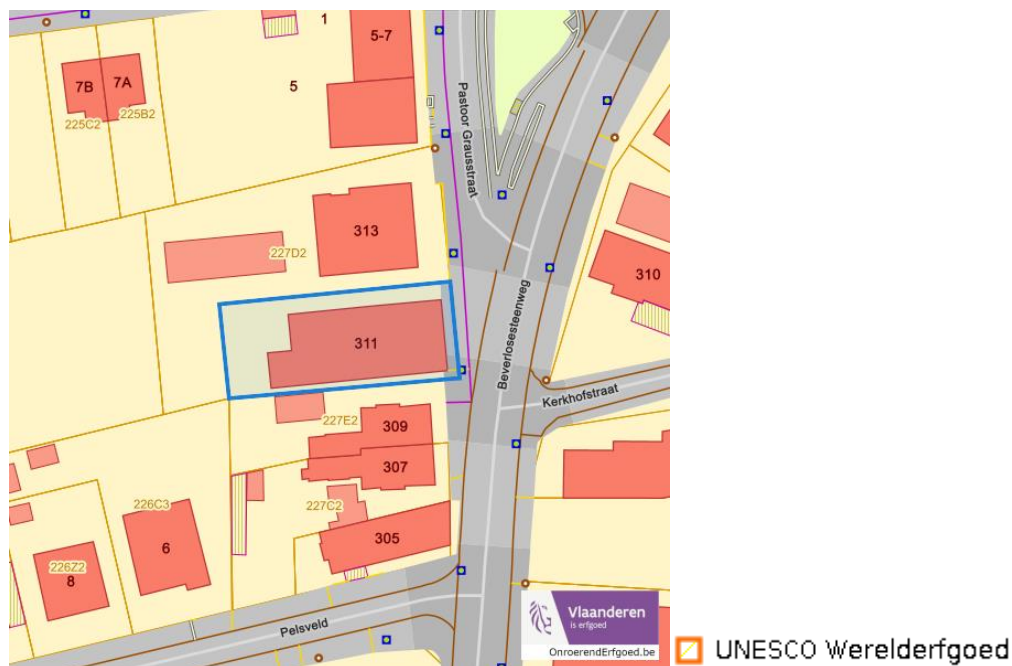 1
5-7
7B
7A
5
225C2
225B2
Pastoor Grausstraat
313
227D2
310
311
Beverlosesteenweg
Kerkhofstraat
227E2
309
307
226C3
227C2
305
6
226Z2
8
Pelsveld
Vlaanderen
is erfgoed
OnroerendErfgoed.be
UNESCO Werelderfgoed